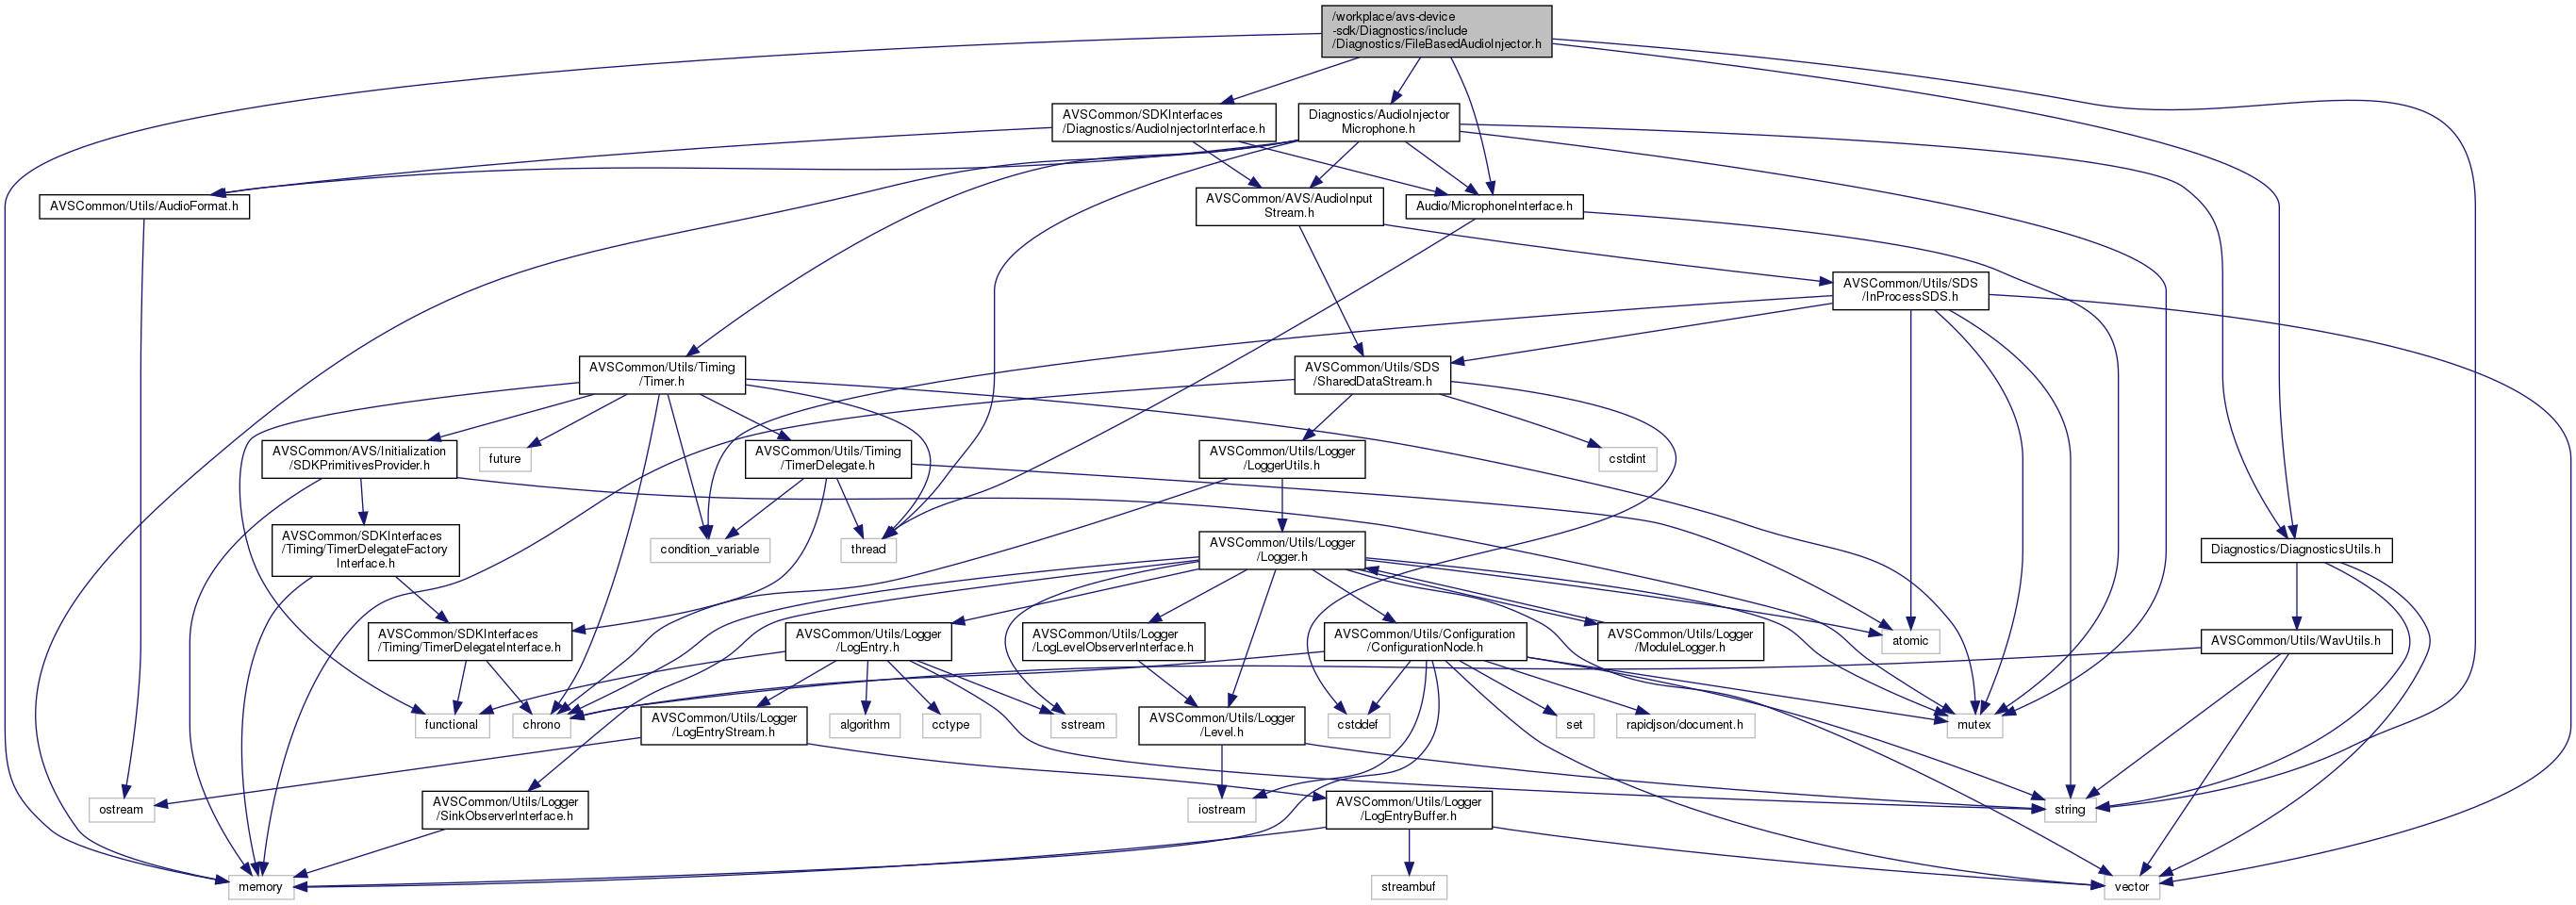 /workplace/avs-device
-sdk/Diagnostics/include
/Diagnostics/FileBasedAudioInjector.h
AVSCommon/SDKInterfaces
/Diagnostics/AudioInjectorInterface.h
Diagnostics/AudioInjector
Microphone.h
AVSCommon/Utils/AudioFormat.h
AVSCommon/AVS/AudioInput
Stream.h
Audio/MicrophoneInterface.h
AVSCommon/Utils/SDS
/InProcessSDS.h
AVSCommon/Utils/Timing
/Timer.h
AVSCommon/Utils/SDS
/SharedDataStream.h
AVSCommon/AVS/Initialization
/SDKPrimitivesProvider.h
future
AVSCommon/Utils/Timing
/TimerDelegate.h
AVSCommon/Utils/Logger
/LoggerUtils.h
cstdint
AVSCommon/SDKInterfaces
/Timing/TimerDelegateFactory
Interface.h
condition_variable
thread
AVSCommon/Utils/Logger
/Logger.h
Diagnostics/DiagnosticsUtils.h
AVSCommon/SDKInterfaces
/Timing/TimerDelegateInterface.h
AVSCommon/Utils/Logger
/LogEntry.h
AVSCommon/Utils/Logger
/LogLevelObserverInterface.h
AVSCommon/Utils/Configuration
/ConfigurationNode.h
AVSCommon/Utils/Logger
/ModuleLogger.h
atomic
AVSCommon/Utils/WavUtils.h
functional
chrono
AVSCommon/Utils/Logger
/LogEntryStream.h
algorithm
cctype
sstream
AVSCommon/Utils/Logger
/Level.h
cstddef
set
rapidjson/document.h
mutex
ostream
AVSCommon/Utils/Logger
/SinkObserverInterface.h
iostream
AVSCommon/Utils/Logger
/LogEntryBuffer.h
string
memory
streambuf
vector